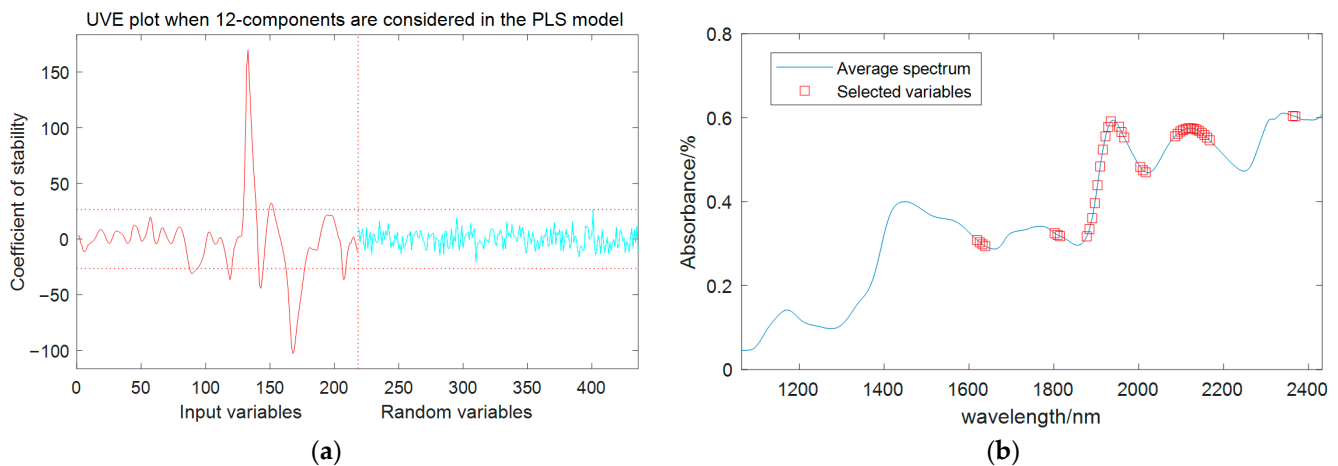 UVE plot when 12-components are considered in the PLS model
Coefficient of stability
150
100
50
0
−50
−100
0 50 100 150 200 250 300 350 400
Input variables Random variables
(a)
Average spectrum
Selected variables
Absorbance/%
0.8
0.6
0.4
0.2
0
1200 1400 1600 1800 2000 2200 2400
wavelength/nm
(b)